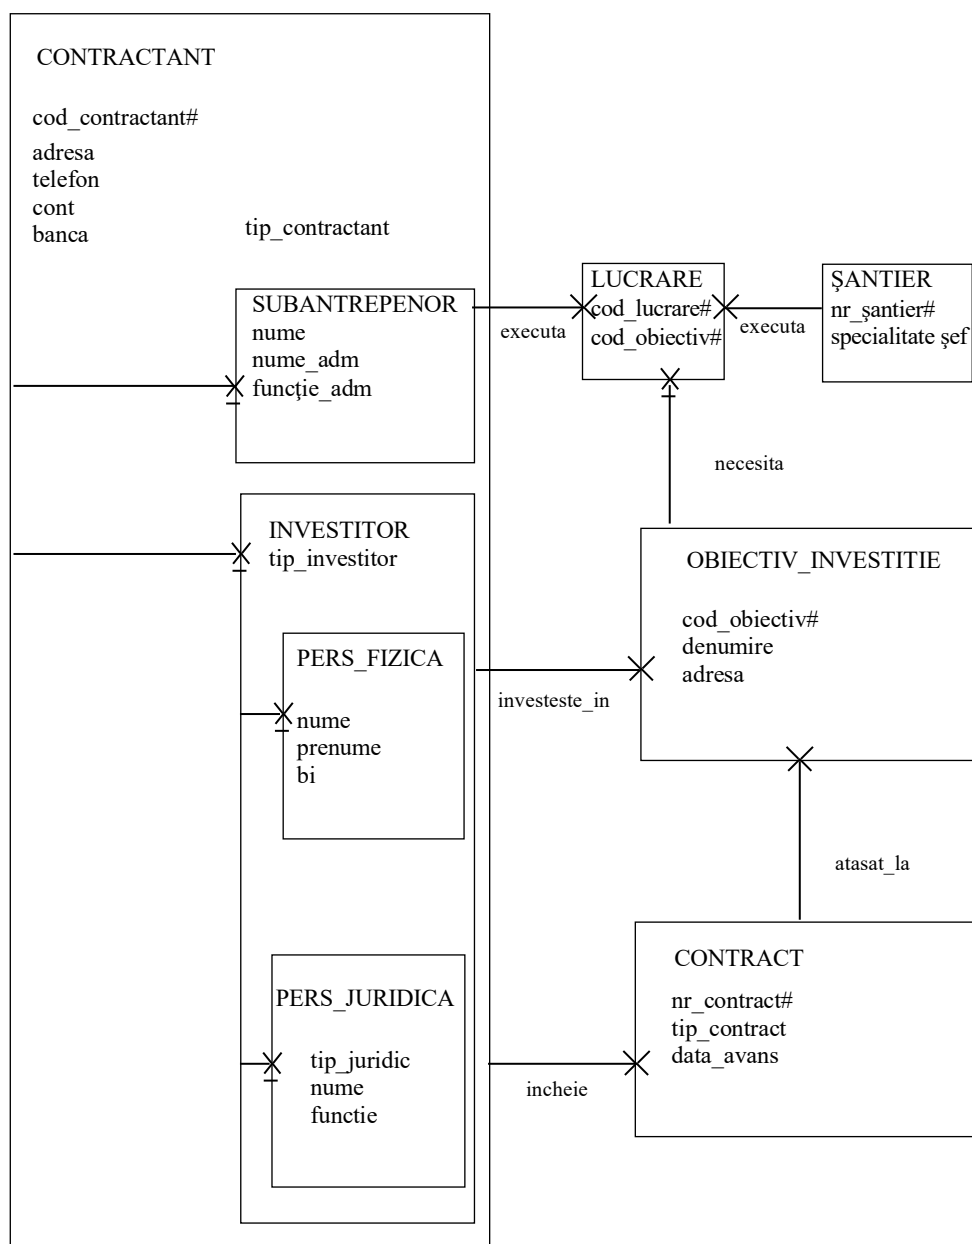 CONTRACTANT
cod_contractant#
adresa
telefon
cont
banca
tip_contractant
SUBANTREPENOR
nume
nume_adm
funcţie_adm
executa
LUCRARE
cod_lucrare#
cod_obiectiv#
executa
ŞANTIER
nr_şantier#
specialitate şef
necesita
INVESTITOR
tip_investitor
OBIECTIV_INVESTITIE
cod_obiectiv#
denumire
adresa
PERS_FIZICA
nume
prenume
bi
investeste_in
atasat_la
PERS_JURIDICA
tip_juridic
nume
functie
incheie
CONTRACT
nr_contract#
tip_contract
data_avans